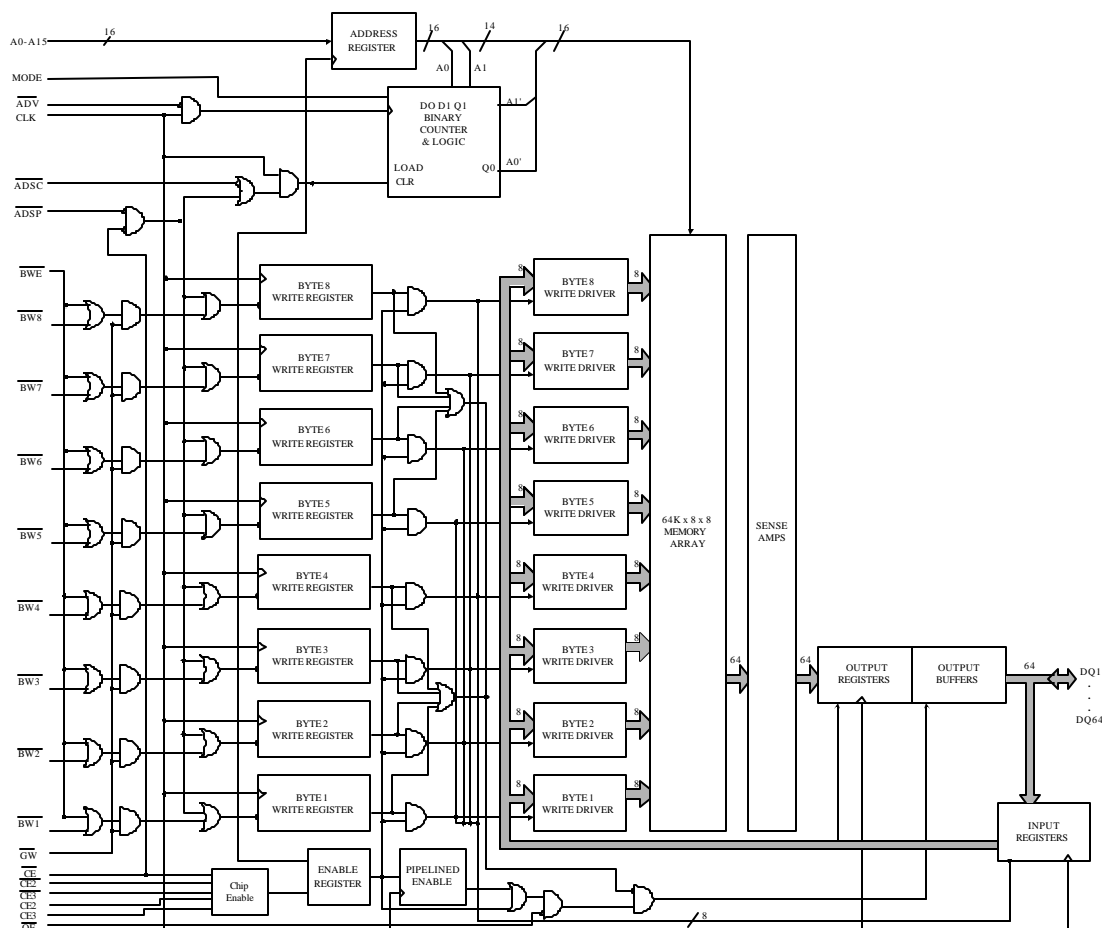 A0-A15
16
ADDRESS
REGISTER
16
14
16
A0
A1
MODE
ADV
CLK
DO D1 Q1
BINARY
COUNTER
& LOGIC
LOAD
CLR
Q0
A1'
A0'
ADSC
ADSP
BWE
BW8
BW7
BW6
BW5
BW4
BW3
BW2
BW1
GW
CE
CE2
CE3
CE2
CE3
BYTE 8
WRITE REGISTER
BYTE 7
WRITE REGISTER
BYTE 6
WRITE REGISTER
BYTE 5
WRITE REGISTER
BYTE 4
WRITE REGISTER
BYTE 3
WRITE REGISTER
BYTE 2
WRITE REGISTER
BYTE 1
WRITE REGISTER
8
BYTE 8
WRITE DRIVER
8
8
BYTE 7
WRITE DRIVER
8
8
BYTE 6
WRITE DRIVER
8
8
BYTE 5
WRITE DRIVER
8
8
BYTE 4
WRITE DRIVER
8
8
BYTE 3
WRITE DRIVER
8
8
BYTE 2
WRITE DRIVER
8
8
BYTE 1
WRITE DRIVER
8
64K x 8 x 8
MEMORY
ARRAY
64
SENSE
AMPS
64
OUTPUT
REGISTERS
OUTPUT
BUFFERS
64
DQ1
.
.
.
DQ64
INPUT
REGISTERS
Chip
Enable
ENABLE
REGISTER
PIPELINED
ENABLE
8